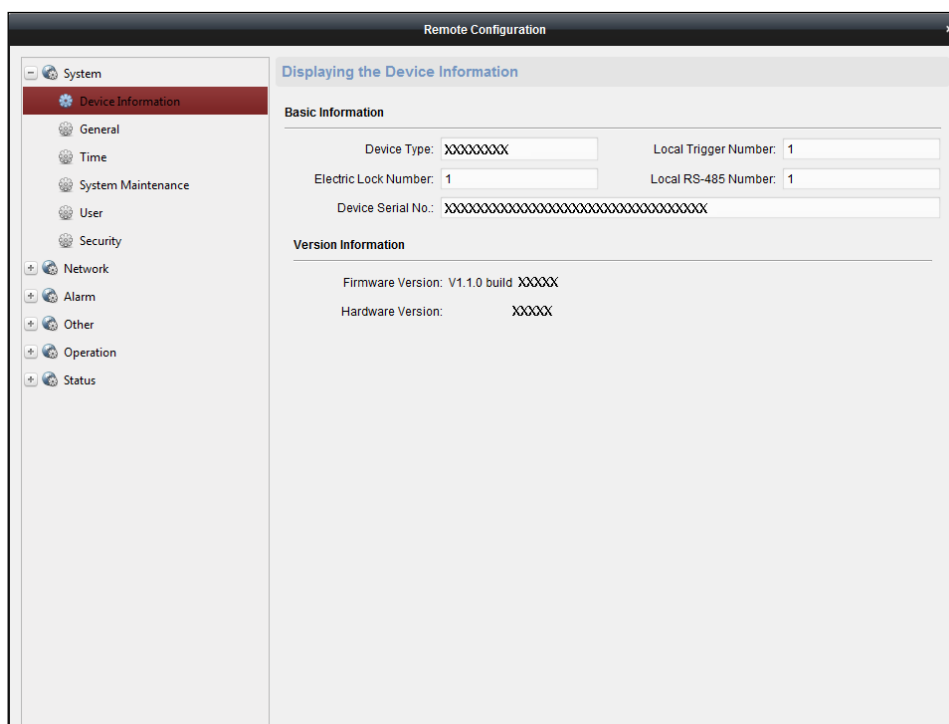 Remote Configuration
System
Device Information
General
Time
System Maintenance
User
Security
Network
Alarm
Other
Operation
Status
Displaying the Device Information
Basic Information
Device Type: XXXXXXXX Local Trigger Number: 1
Electric Lock Number: 1 Local RS-485 Number: 1
Device Serial No.: XXXXXXXXXXXXXXXXXXXXXXXXXXXXXXXXX
Version Information
Firmware Version: V1.1.0 build XXXXX
Hardware Version: XXXXX